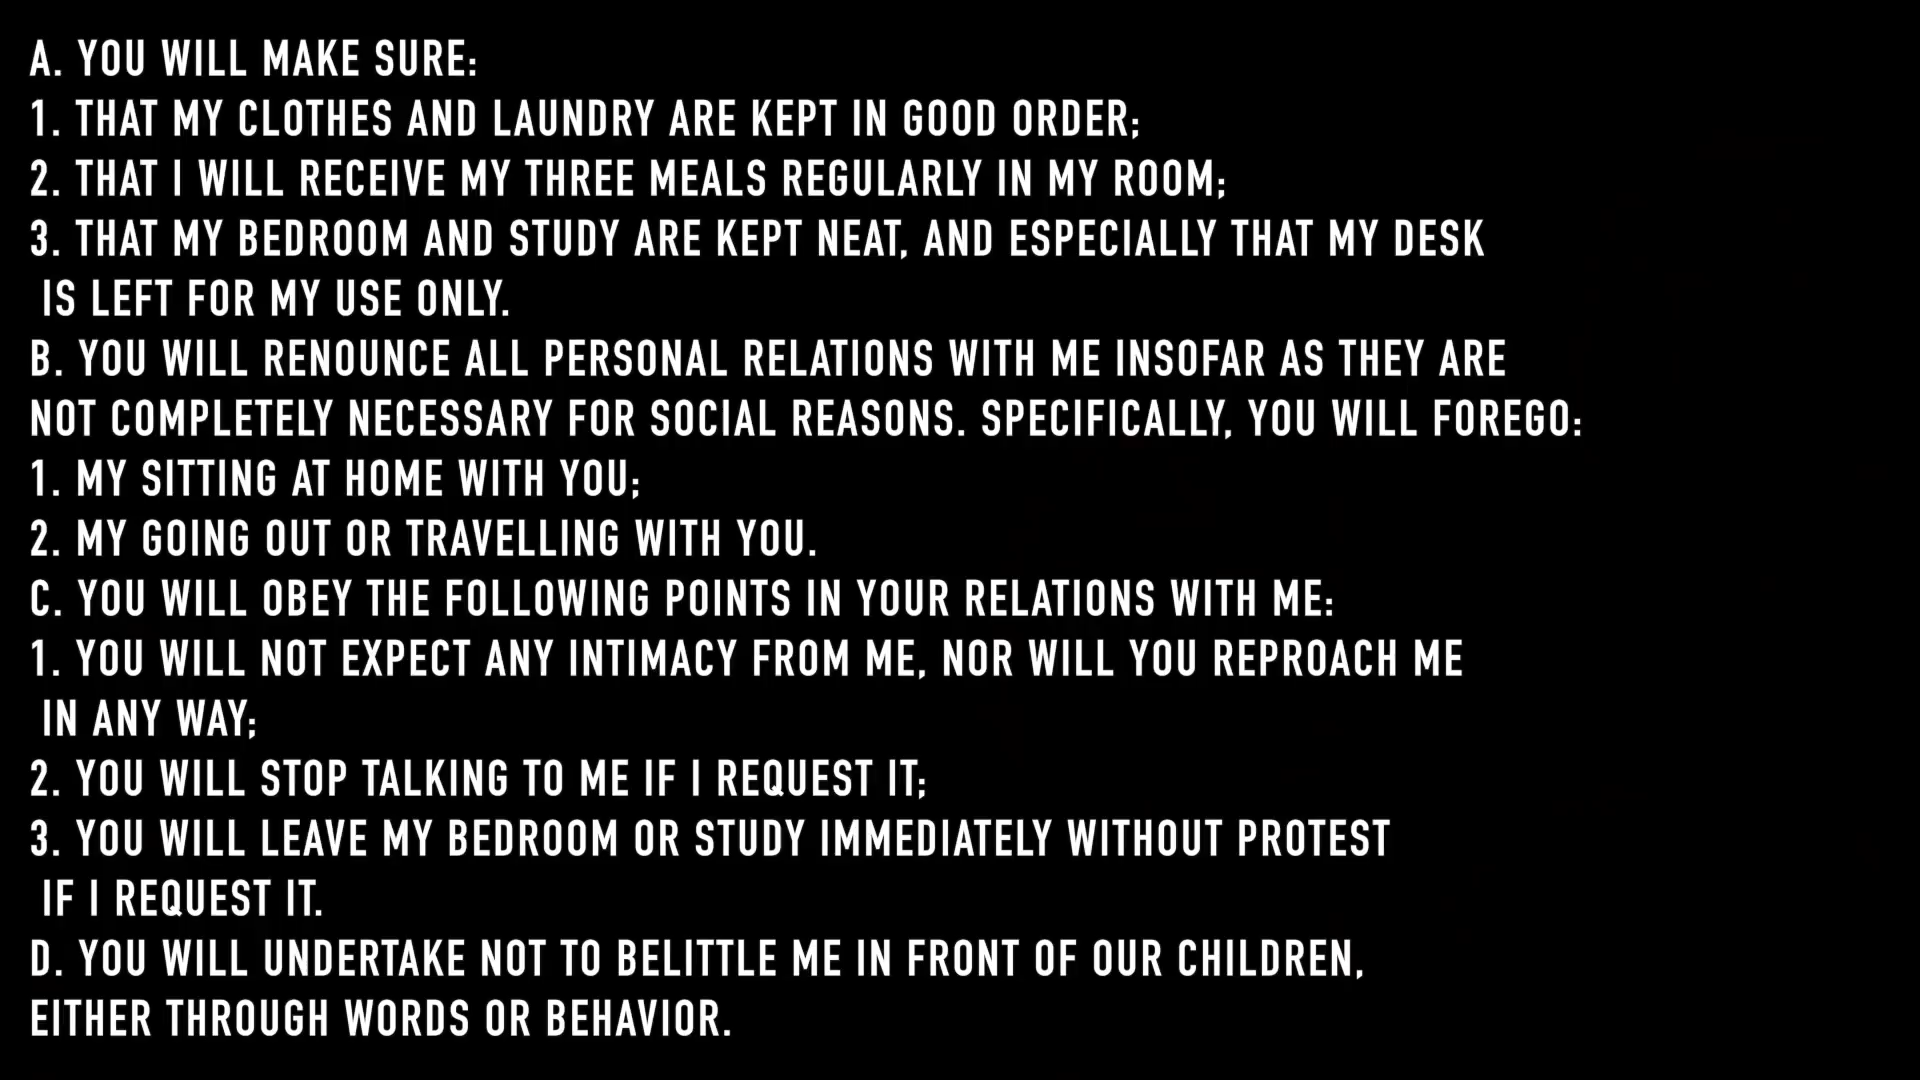 A. YOU WILL MAKE SURE:
1. THAT MY CLOTHES AND LAUNDRY ARE KEPT IN GOOD ORDER;
2. THAT I WILL RECEIVE MY THREE MEALS REGULARLY IN MY ROOM;
3. THAT MY BEDROOM AND STUDY ARE KEPT NEAT, AND ESPECIALLY THAT MY DESK
IS LEFT FOR MY USE ONLY.
B. YOU WILL RENOUNCE ALL PERSONAL RELATIONS WITH ME INSOFAR AS THEY ARE
NOT COMPLETELY NECESSARY FOR SOCIAL REASONS. SPECIFICALLY, YOU WILL FOREGO:
1. MY SITTING AT HOME WITH YOU;
2. MY GOING OUT OR TRAVELLING WITH YOU.
C. YOU WILL OBEY THE FOLLOWING POINTS IN YOUR RELATIONS WITH ME:
1. YOU WILL NOT EXPECT ANY INTIMACY FROM ME, NOR WILL YOU REPROACH ME
IN ANY WAY;
2. YOU WILL STOP TALKING TO ME IF I REQUEST IT;
3. YOU WILL LEAVE MY BEDROOM OR STUDY IMMEDIATELY WITHOUT PROTEST
IF I REQUEST IT.
D. YOU WILL UNDERTAKE NOT TO BELITTLE ME IN FRONT OF OUR CHILDREN,
EITHER THROUGH WORDS OR BEHAVIOR.